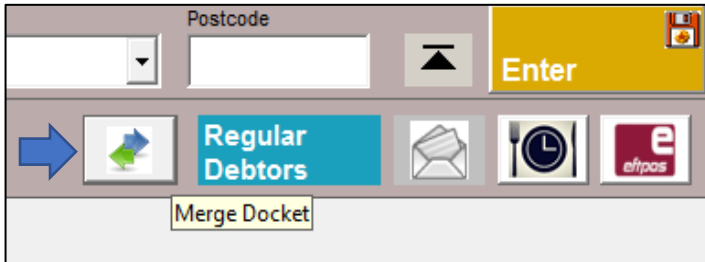 Postcode
Enter
Regular
Debtors
e
eftpos
Merge Docket